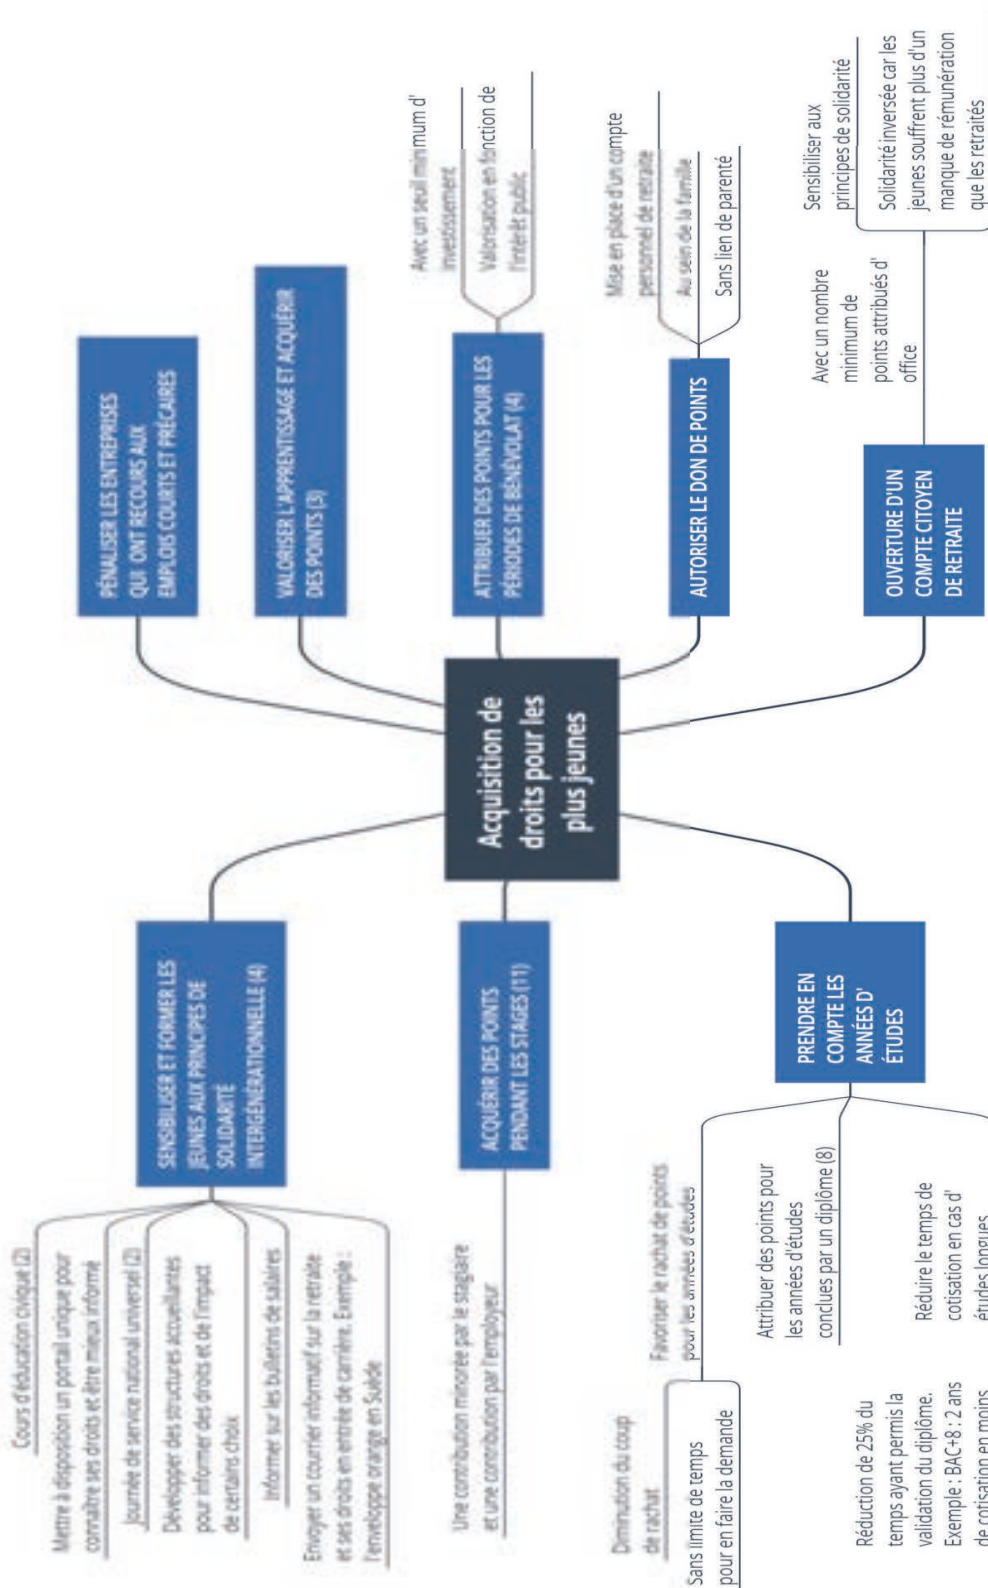 Acquisition de
droits pour les
plus jeunes
SENSIBILISER ET FORMER LES
JEUNES AUX PRINCIPES DE
SOLIDARITÉ
INTERGÉNÉRATIONNELLE (4)
Cours d'éducation civique (2)
Mettre à disposition un portail unique pour
connaître ses droits et être mieux informé
Journée de service national universel (2)
Développer des structures accueillantes
pour informer des droits et de l'impact
de certains choix
Informer sur les bulletins de salaires
Envoyer un courrier informatif sur la retraite
et ses droits en entrée de carrière. Exemple :
l'enveloppe orange en Suède
ACQUÉRIR DES POINTS
PENDANT LES STAGES (11)
Une contribution minorée par le stagiaire
et une contribution par l'employeur
PRENDRE EN
COMPTE LES
ANNÉES D'
ÉTUDES
Favoriser le rachat de points
pour les années d'études
Diminution du coup
de rachat
Sans limite de temps
pour en faire la demande
Attribuer des points pour
les années d'études
conclues par un diplôme (8)
Réduire le temps de
cotisation en cas d'
études longues
Réduction de 25% du
temps ayant permis la
validation du diplôme.
Exemple : BAC+8 : 2 ans
de cotisation en moins
PÉNALISER LES ENTREPRISES
QUI ONT RECOURS AUX
EMPLOIS COURTS ET PRÉCAIRES
VALORISER L'APPRENTISSAGE ET ACQUÉRIR
DES POINTS (3)
ATTRIBUER DES POINTS POUR LES
PÉRIODES DE BÉNÉVOLAT (4)
Avec un seuil minimum d'
investissement
Valorisation en fonction de
l'intérêt public
AUTORISER LE DON DE POINTS
Mise en place d'un compte
personnel de retraite
Au sein de la famille
Sans lien de parenté
OUVERTURE D'UN
COMPTE CITOYEN
DE RETRAITE
Avec un nombre
minimum de
points attribués d'
office
Sensibiliser aux
principes de solidarité
Solidarité inversée car les
jeunes souffrent plus d'un
manque de rémunération
que les retraités